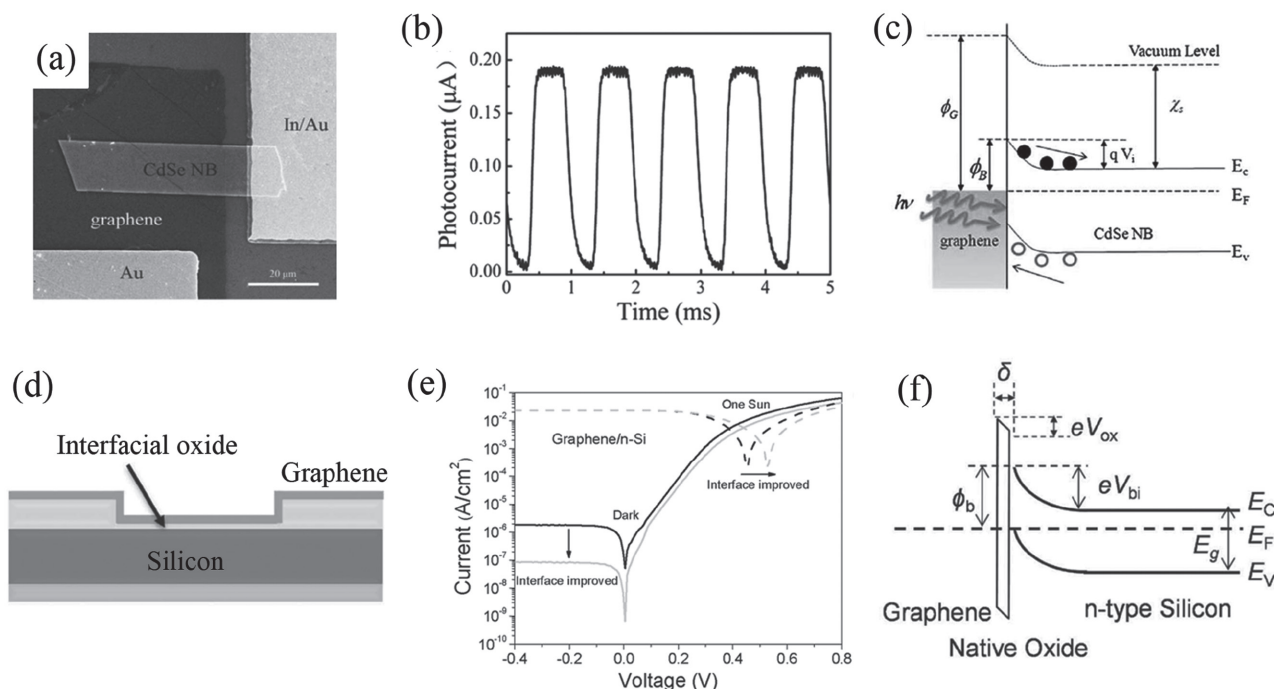 (a)
In/Au
CdSe NB
graphene
Au
20 μm
(b)
Photocurrent (μA)
0.20
0.15
0.10
0.05
0.00
0 1 2 3 4 5
Time (ms)
(c)
Vacuum Level
ϕG
χs
ϕB
qVi
Ec
EF
hν
graphene
CdSe NB
Ev
(d)
Interfacial oxide
Graphene
Silicon
(e)
Current (A/cm²)
10⁻¹
10⁻²
10⁻³
10⁻⁴
10⁻⁵
10⁻⁶
10⁻⁷
10⁻⁸
10⁻⁹
10⁻¹⁰
One Sun
Graphene/n-Si
Interface improved
Dark
Interface improved
-0.4 -0.2 0.0 0.2 0.4 0.6 0.8
Voltage (V)
(f)
δ
eVox
ϕb
eVbi
EC
EF
Eg
EV
Graphene
n-type Silicon
Native Oxide